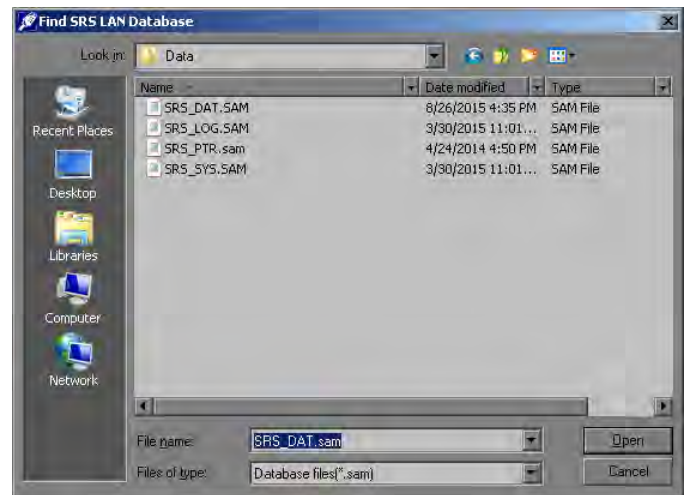 Find SRS LAN Database
Look in: Data
Name Date modified Type
SRS_DAT.SAM 8/26/2015 4:35 PM SAM File
SRS_LOG.SAM 3/30/2015 11:01... SAM File
SRS_PTR.sam 4/24/2014 4:50 PM SAM File
SRS_SYS.SAM 3/30/2015 11:01... SAM File
Recent Places
Desktop
Libraries
Computer
Network
File name: SRS_DAT.sam Open
Files of type: Database files(*.sam) Cancel